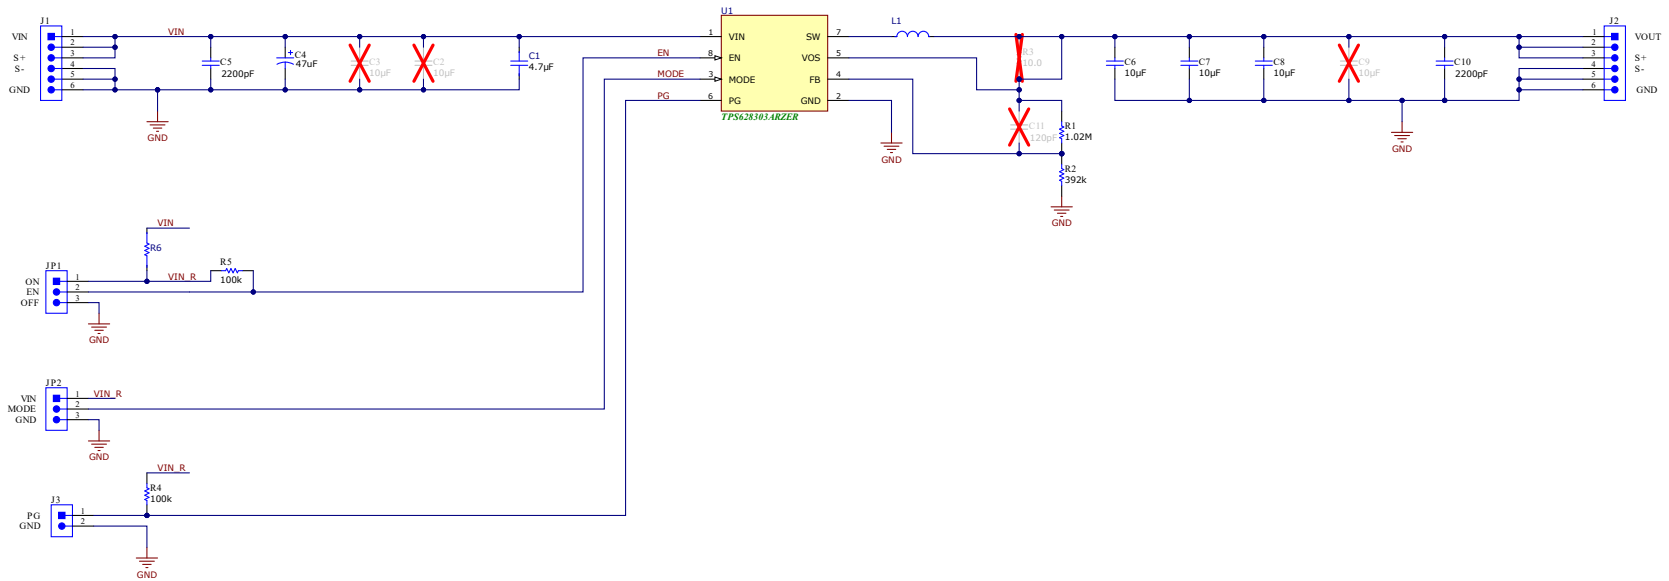 J1
VIN
1
2
S+
3
S-
4
5
GND
6
VIN
GND
C5
2200pF
C4
47uF
+
C3
10µF
C2
10µF
C1
4.7µF
EN
MODE
PG
U1
1
VIN
8
EN
3
MODE
6
PG
SW
7
VOS
5
FB
4
GND
2
TPS628303ARZER
GND
L1
R3
10.0
C11
120pF
R1
1.02M
R2
392k
GND
C6
10µF
C7
10µF
C8
10µF
C9
10µF
C10
2200pF
GND
J2
1
VOUT
2
3
S+
4
S-
5
6
GND
VIN
R6
VIN_R
R5
100k
JP1
ON
1
EN
2
OFF
3
GND
JP2
VIN
1
VIN_R
MODE
2
GND
3
GND
VIN_R
R4
100k
J3
PG
1
GND
2
GND